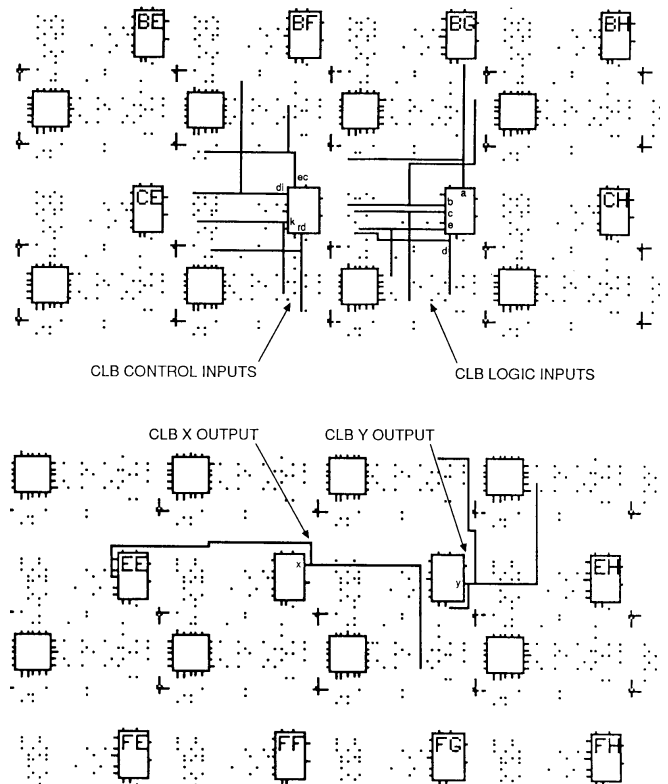 BE BF BG BH
ec
di a
CE b CH
c
k e
rd
d
CLB CONTROL INPUTS CLB LOGIC INPUTS
CLB X OUTPUT CLB Y OUTPUT
EE x EH
y
FE FF FG FH